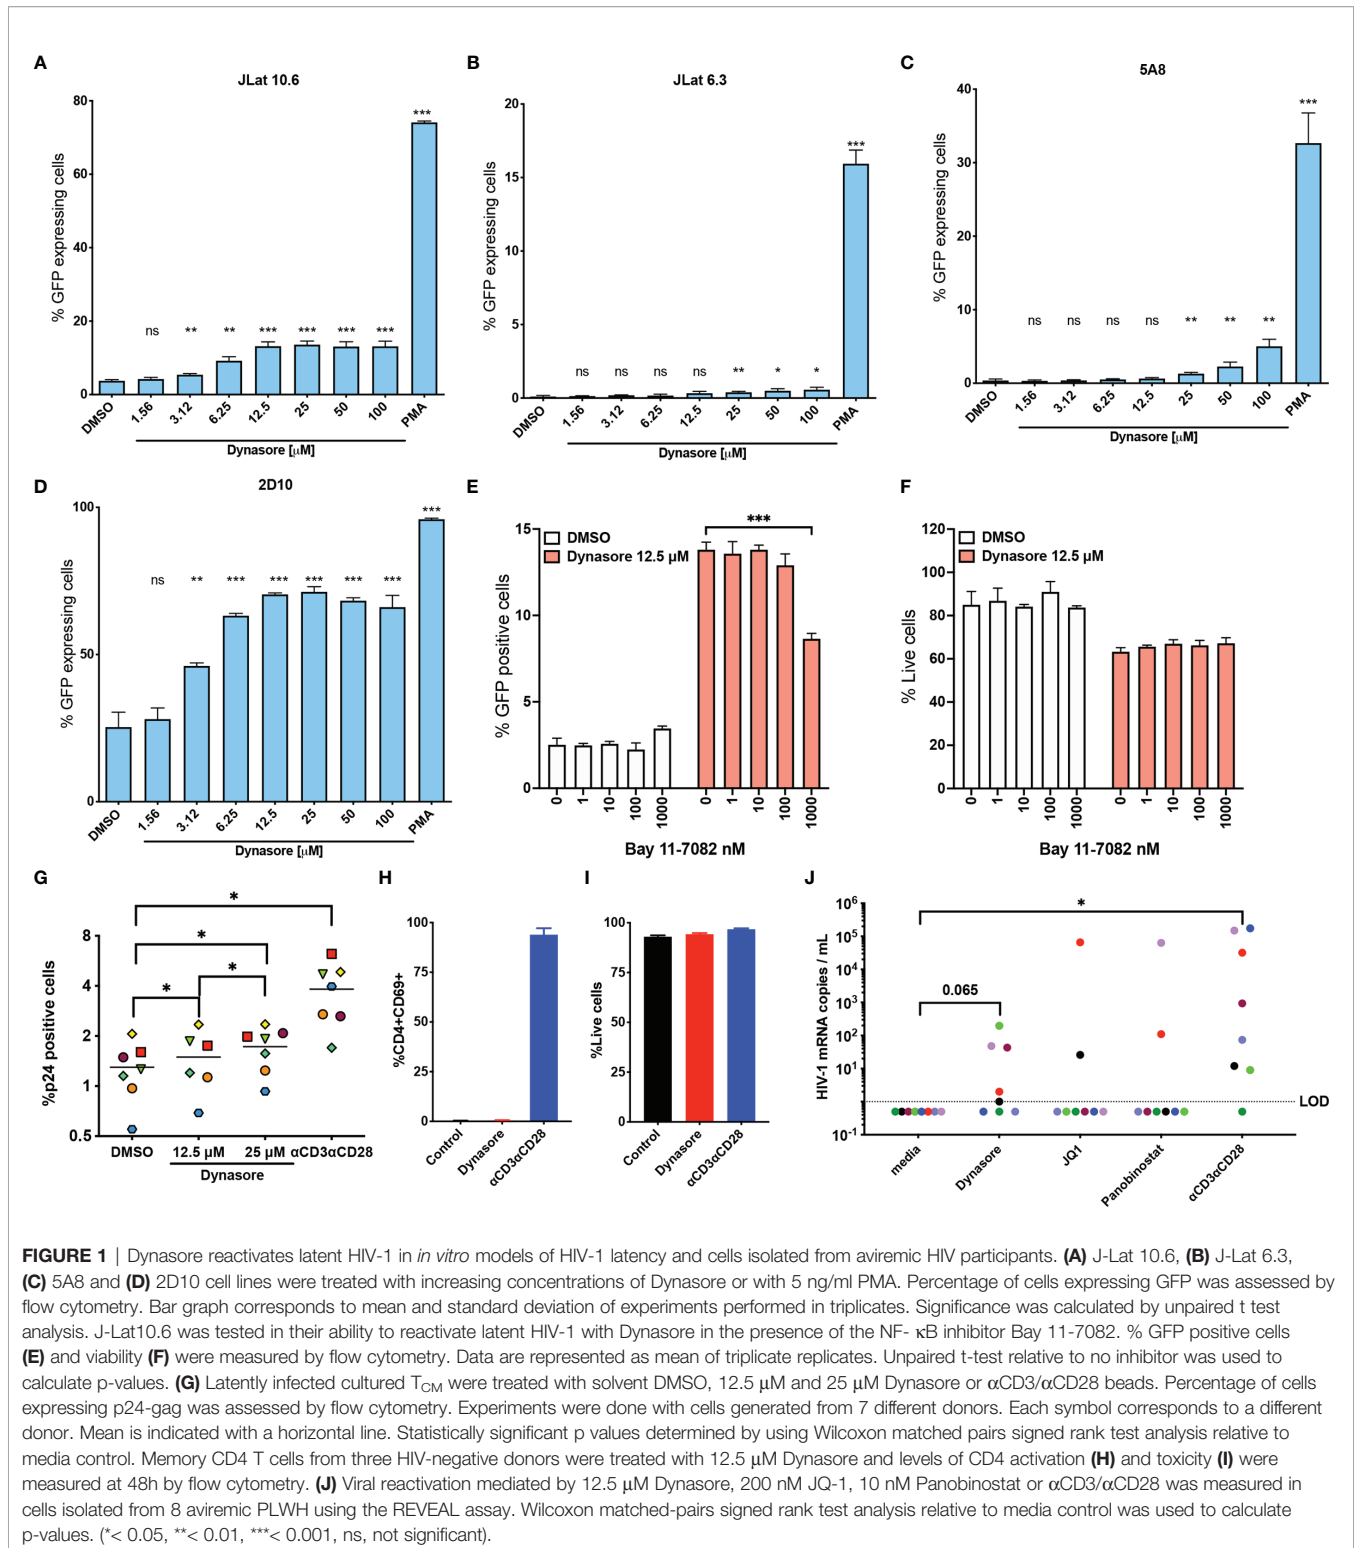 A
JLat 10.6
% GFP expressing cells
80
60
40
20
0
ns
**
**
***
***
***
***
***
DMSO
1.56
3.12
6.25
12.5
25
50
100
PMA
Dynasore [µM]
B
JLat 6.3
% GFP expressing cells
20
15
10
5
0
ns
ns
ns
ns
**
*
*
***
DMSO
1.56
3.12
6.25
12.5
25
50
100
PMA
Dynasore [µM]
C
5A8
% GFP expressing cells
40
30
20
10
0
ns
ns
ns
ns
**
**
**
***
DMSO
1.56
3.12
6.25
12.5
25
50
100
PMA
Dynasore [µM]
D
2D10
% GFP expressing cells
100
50
0
ns
**
***
***
***
***
***
***
DMSO
1.56
3.12
6.25
12.5
25
50
100
PMA
Dynasore [µM]
E
% GFP positive cells
15
10
5
0
DMSO
Dynasore 12.5 µM
***
0
1
10
100
1000
0
1
10
100
1000
Bay 11-7082 nM
F
% Live cells
120
100
80
60
40
20
0
DMSO
Dynasore 12.5 µM
0
1
10
100
1000
0
1
10
100
1000
Bay 11-7082 nM
G
%p24 positive cells
8
4
2
1
0.5
*
*
*
*
DMSO
12.5 µM
25 µM
αCD3αCD28
Dynasore
H
%CD4+CD69+
100
75
50
25
0
Control
Dynasore
αCD3αCD28
I
%Live cells
100
75
50
25
0
Control
Dynasore
αCD3αCD28
J
HIV-1 mRNA copies / mL
10^6
10^5
10^4
10^3
10^2
10^1
10^-1
*
0.065
LOD
media
Dynasore
JQ1
Panobinostat
αCD3αCD28
FIGURE 1 | Dynasore reactivates latent HIV-1 in in vitro models of HIV-1 latency and cells isolated from aviremic HIV participants. (A) J-Lat 10.6, (B) J-Lat 6.3,
(C) 5A8 and (D) 2D10 cell lines were treated with increasing concentrations of Dynasore or with 5 ng/ml PMA. Percentage of cells expressing GFP was assessed by
flow cytometry. Bar graph corresponds to mean and standard deviation of experiments performed in triplicates. Significance was calculated by unpaired t test
analysis. J-Lat10.6 was tested in their ability to reactivate latent HIV-1 with Dynasore in the presence of the NF- κB inhibitor Bay 11-7082. % GFP positive cells
(E) and viability (F) were measured by flow cytometry. Data are represented as mean of triplicate replicates. Unpaired t-test relative to no inhibitor was used to
calculate p-values. (G) Latently infected cultured TCM were treated with solvent DMSO, 12.5 µM and 25 µM Dynasore or αCD3/αCD28 beads. Percentage of cells
expressing p24-gag was assessed by flow cytometry. Experiments were done with cells generated from 7 different donors. Each symbol corresponds to a different
donor. Mean is indicated with a horizontal line. Statistically significant p values determined by using Wilcoxon matched pairs signed rank test analysis relative to
media control. Memory CD4 T cells from three HIV-negative donors were treated with 12.5 µM Dynasore and levels of CD4 activation (H) and toxicity (I) were
measured at 48h by flow cytometry. (J) Viral reactivation mediated by 12.5 µM Dynasore, 200 nM JQ-1, 10 nM Panobinostat or αCD3/αCD28 was measured in
cells isolated from 8 aviremic PLWH using the REVEAL assay. Wilcoxon matched-pairs signed rank test analysis relative to media control was used to calculate
p-values. (*< 0.05, **< 0.01, ***< 0.001, ns, not significant).